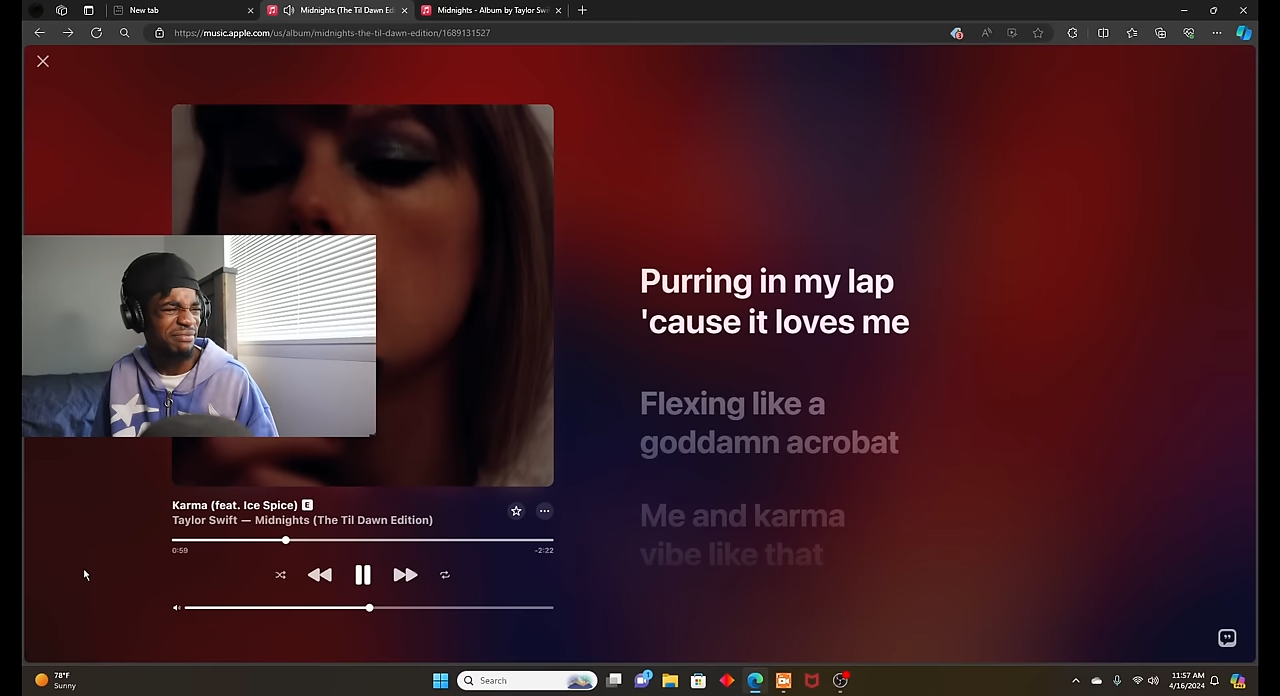 New tab
Midnights (The Til Dawn Ed
Midnights - Album by Taylor Swi
https://music.apple.com/us/album/midnights-the-til-dawn-edition/1689131527
Purring in my lap
'cause it loves me
Flexing like a
goddamn acrobat
Me and karma
vibe like that
Karma (feat. Ice Spice) E
Taylor Swift — Midnights (The Til Dawn Edition)
0:59
-2:22
78°F
Sunny
Search
11:57 AM
4/16/2024